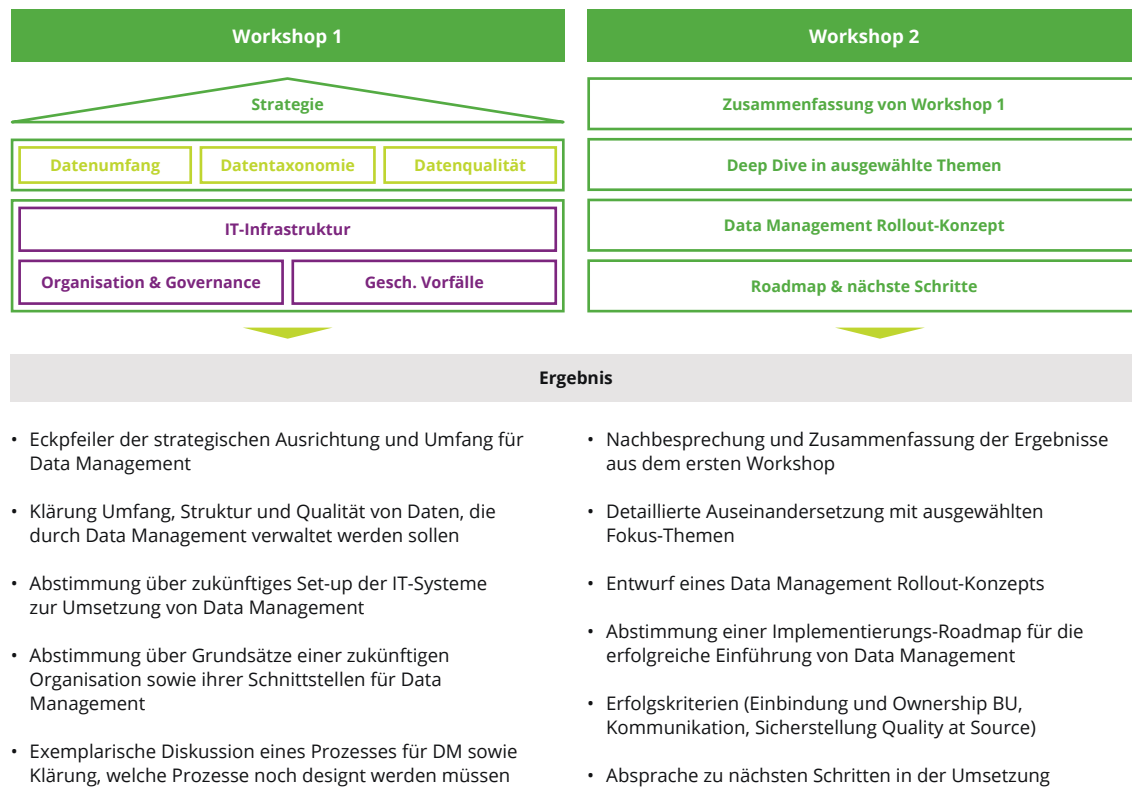 Workshop 1
Strategie
Datenumfang
Datentaxonomie
Datenqualität
IT-Infrastruktur
Organisation & Governance
Gesch. Vorfälle
Workshop 2
Zusammenfassung von Workshop 1
Deep Dive in ausgewählte Themen
Data Management Rollout-Konzept
Roadmap & nächste Schritte
Ergebnis
• Eckpfeiler der strategischen Ausrichtung und Umfang für
Data Management
• Klärung Umfang, Struktur und Qualität von Daten, die
durch Data Management verwaltet werden sollen
• Abstimmung über zukünftiges Set-up der IT-Systeme
zur Umsetzung von Data Management
• Abstimmung über Grundsätze einer zukünftigen
Organisation sowie ihrer Schnittstellen für Data
Management
• Exemplarische Diskussion eines Prozesses für DM sowie
Klärung, welche Prozesse noch designt werden müssen
• Nachbesprechung und Zusammenfassung der Ergebnisse
aus dem ersten Workshop
• Detaillierte Auseinandersetzung mit ausgewählten
Fokus-Themen
• Entwurf eines Data Management Rollout-Konzepts
• Abstimmung einer Implementierungs-Roadmap für die
erfolgreiche Einführung von Data Management
• Erfolgskriterien (Einbindung und Ownership BU,
Kommunikation, Sicherstellung Quality at Source)
• Absprache zu nächsten Schritten in der Umsetzung